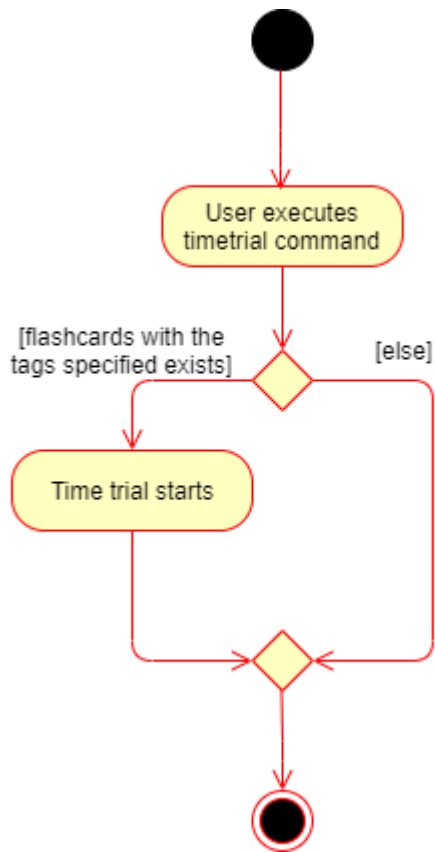 User executes
timetrial command
[flashcards with the
tags specified exists]
[else]
Time trial starts